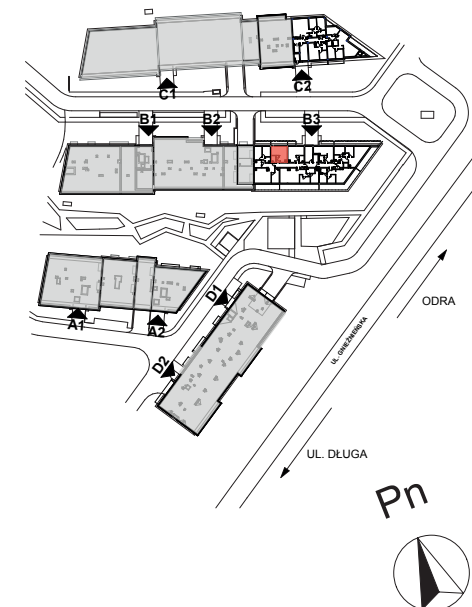 C1
C2
B1
B2
B3
A1
A2
D1
D2
ODRA
UL. GNIEŹNIEŃSKA
UL. DŁUGA
Pn